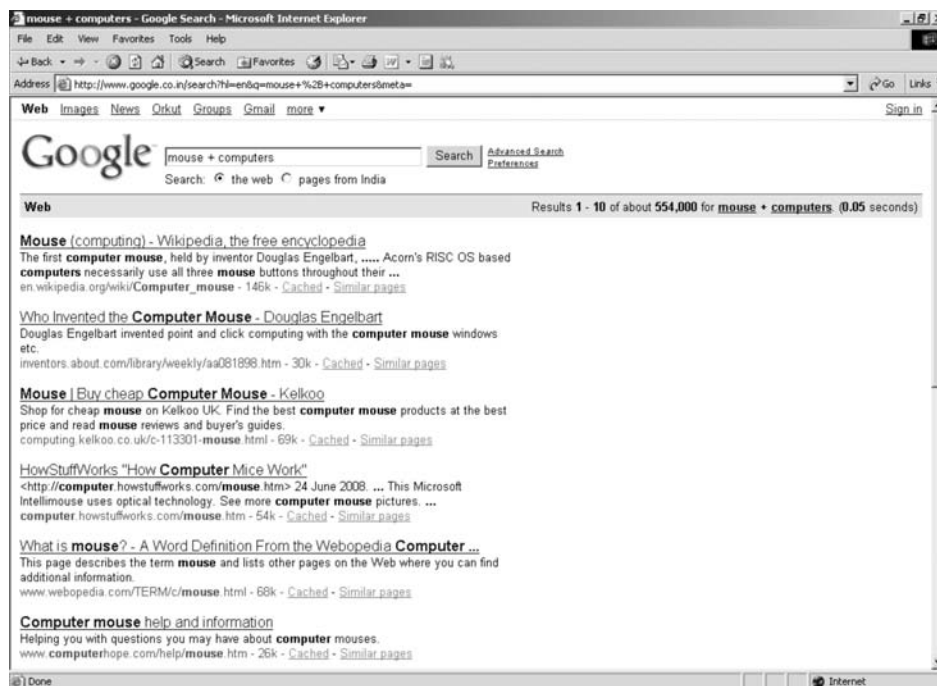 mouse + computers - Google Search - Microsoft Internet Explorer
File Edit View Favorites Tools Help
Back Search Favorites
Address http://www.google.co.in/search?hl=en&q=mouse+%2B+computers&meta= Go Links
Web Images News Orkut Groups Gmail more ▼ Sign in
Google mouse + computers Search Advanced Search
Preferences
Search: the web pages from India
Web Results 1 - 10 of about 554,000 for mouse + computers. (0.05 seconds)
Mouse (computing) - Wikipedia, the free encyclopedia
The first computer mouse, held by inventor Douglas Engelbart, ..... Acorn's RISC OS based
computers necessarily use all three mouse buttons throughout their ...
en.wikipedia.org/wiki/Computer_mouse - 146k - Cached - Similar pages
Who Invented the Computer Mouse - Douglas Engelbart
Douglas Engelbart invented point and click computing with the computer mouse windows
etc.
inventors.about.com/library/weekly/aa081898.htm - 30k - Cached - Similar pages
Mouse | Buy cheap Computer Mouse - Kelkoo
Shop for cheap mouse on Kelkoo UK. Find the best computer mouse products at the best
price and read mouse reviews and buyer's guides.
computing.kelkoo.co.uk/c-113301-mouse.html - 69k - Cached - Similar pages
HowStuffWorks "How Computer Mice Work"
<http://computer.howstuffworks.com/mouse.htm> 24 June 2008. ... This Microsoft
Intellimouse uses optical technology. See more computer mouse pictures. ...
computer.howstuffworks.com/mouse.htm - 54k - Cached - Similar pages
What is mouse? - A Word Definition From the Webopedia Computer ...
This page describes the term mouse and lists other pages on the Web where you can find
additional information.
www.webopedia.com/TERM/c/mouse.html - 68k - Cached - Similar pages
Computer mouse help and information
Helping you with questions you may have about computer mouses.
www.computerhope.com/help/mouse.htm - 26k - Cached - Similar pages
Done Internet